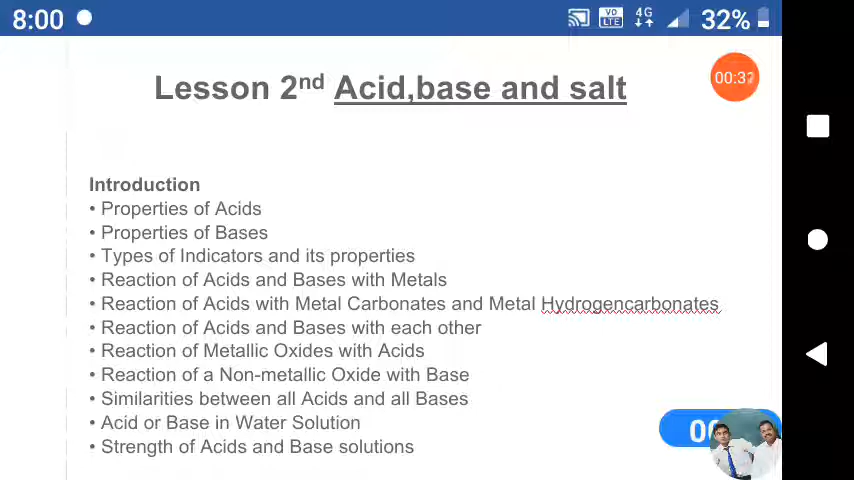 8:00
VO
LTE
4G
32%
Lesson 2nd Acid,base and salt
00:32
Introduction
• Properties of Acids
• Properties of Bases
• Types of Indicators and its properties
• Reaction of Acids and Bases with Metals
• Reaction of Acids with Metal Carbonates and Metal Hydrogencarbonates
• Reaction of Acids and Bases with each other
• Reaction of Metallic Oxides with Acids
• Reaction of a Non-metallic Oxide with Base
• Similarities between all Acids and all Bases
• Acid or Base in Water Solution
• Strength of Acids and Base solutions